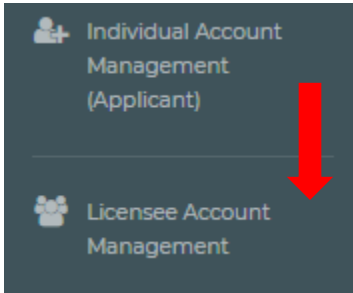 Individual Account
Management
(Applicant)
Licensee Account
Management